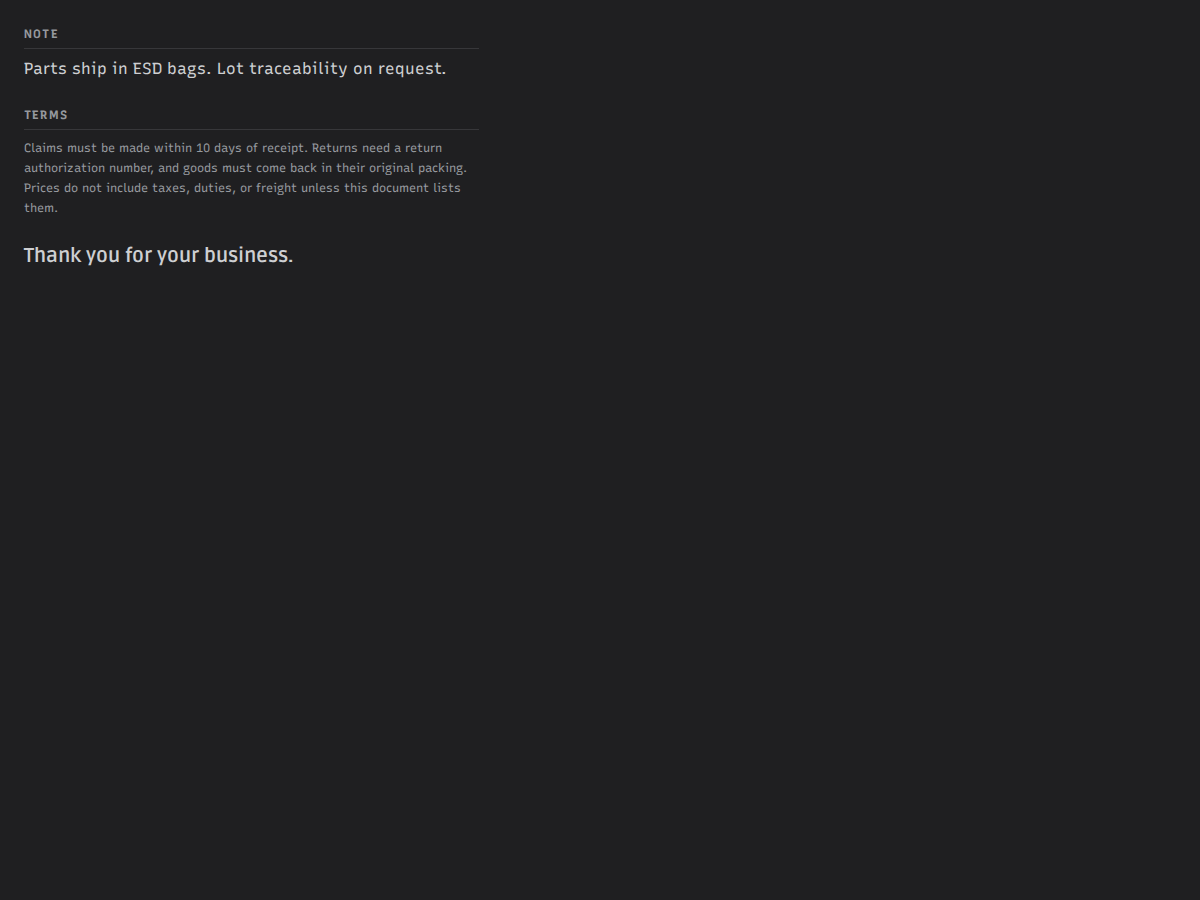 NOTE
Parts ship in ESD bags. Lot traceability on request.
TERMS
Claims must be made within 10 days of receipt. Returns need a return
authorization number, and goods must come back in their original packing.
Prices do not include taxes, duties, or freight unless this document lists
them.
Thank you for your business.